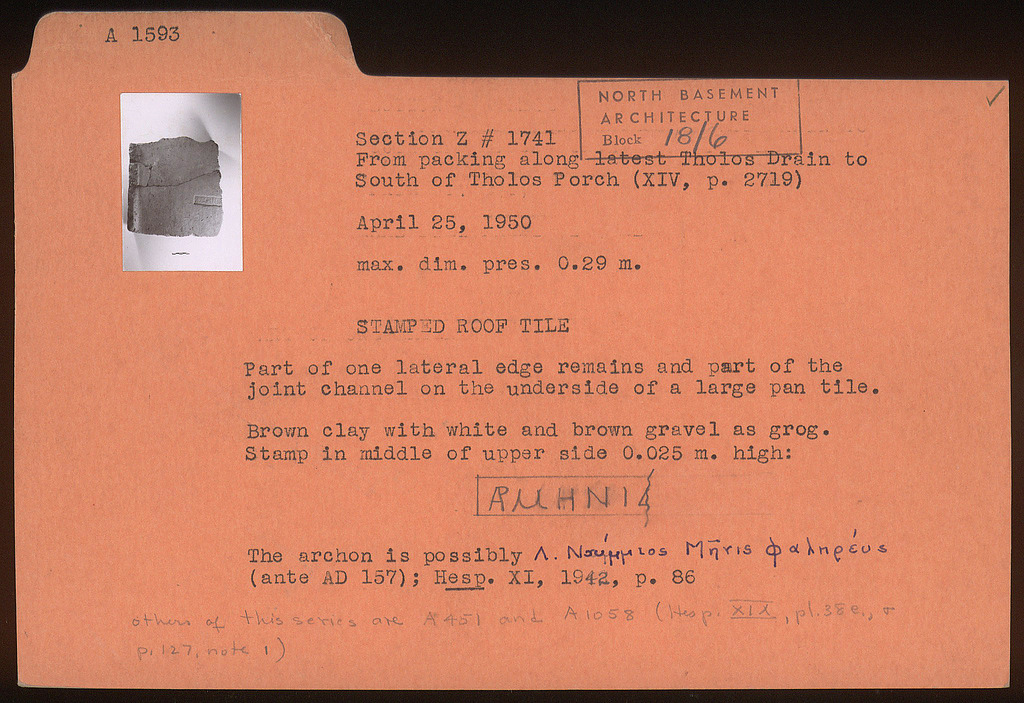 A 1593
NORTH BASEMENT
ARCHITECTURE
Block 18/6
Section Z # 1741
From packing along latest Tholos Drain to
South of Tholos Porch (XIV, p. 2719)
April 25, 1950
max. dim. pres. 0.29 m.
STAMPED ROOF TILE
Part of one lateral edge remains and part of the
joint channel on the underside of a large pan tile.
Brown clay with white and brown gravel as grog.
Stamp in middle of upper side 0.025 m. high:
ΜΗΝΙ
The archon is possibly Λ. Νούμμιος Μῆνις Φαληρέυς
(ante AD 157); Hesp. XI, 1942, p. 86
others of this series are A 451 and A 1058 (Hesp. XIX, pl. 38 e.,
p. 127, note 1)